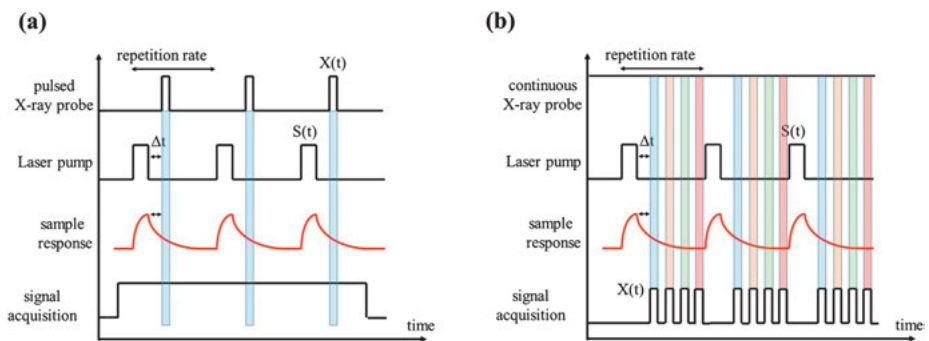 (a)
repetition rate
X(t)
pulsed
X-ray probe
Δt
S(t)
Laser pump
sample
response
signal
acquisition
time
(b)
repetition rate
continuous
X-ray probe
Δt
S(t)
Laser pump
sample
response
X(t)
signal
acquisition
time